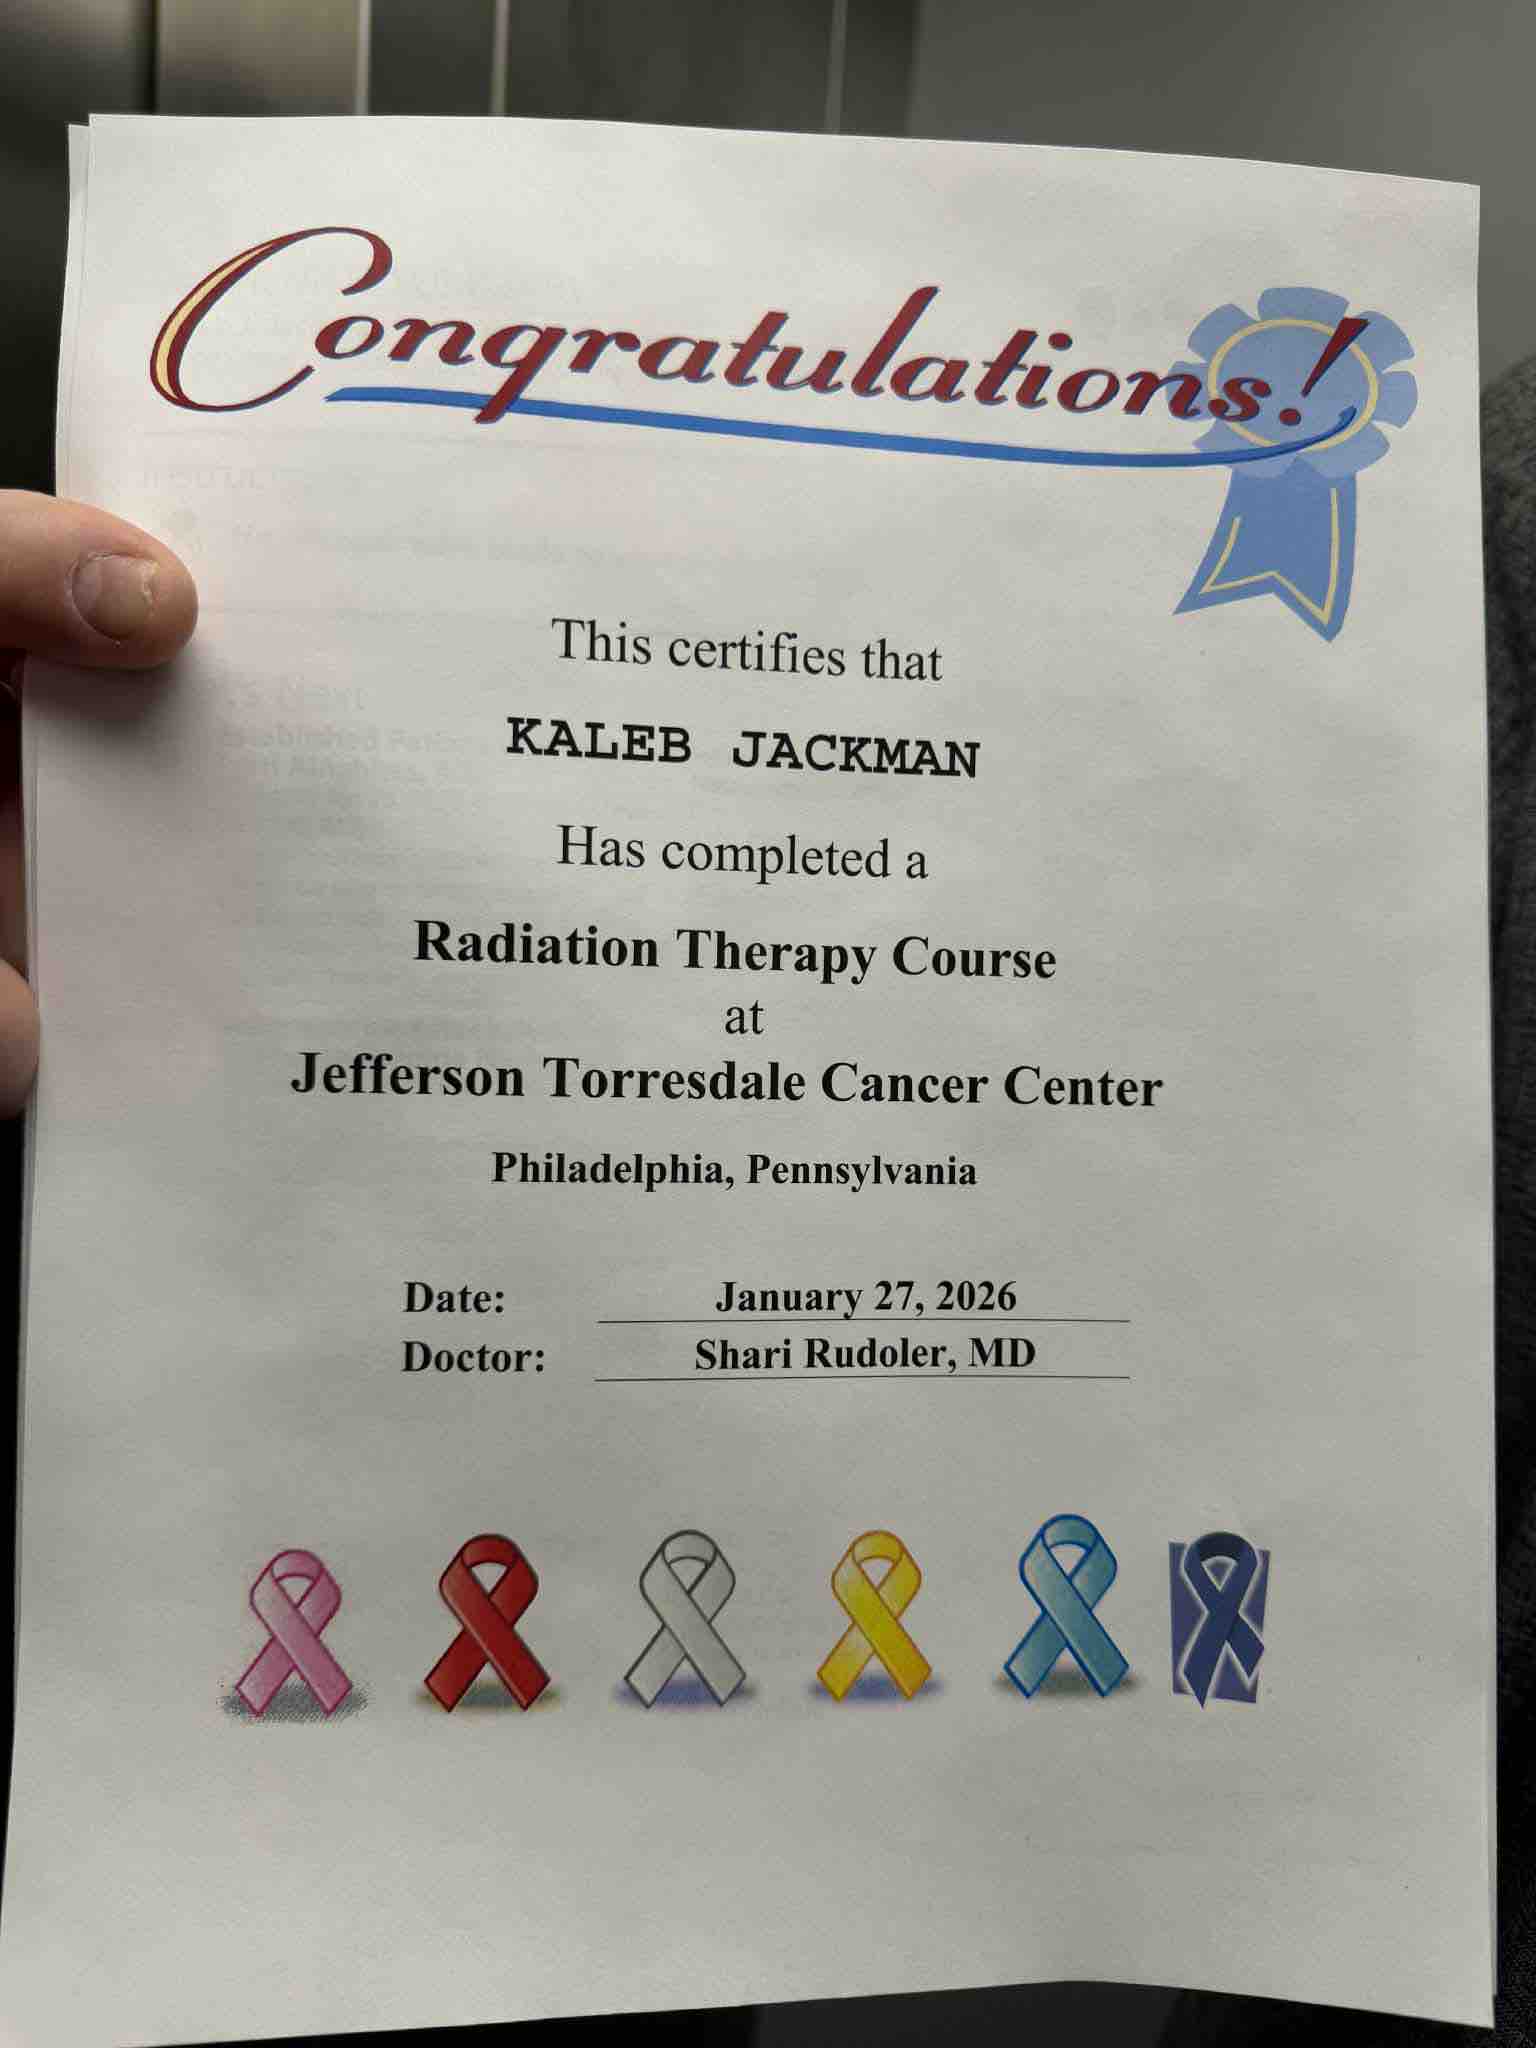 Congratulations!
This certifies that
KALEB JACKMAN
Has completed a
Radiation Therapy Course
at
Jefferson Torresdale Cancer Center
Philadelphia, Pennsylvania
Date: January 27, 2026
Doctor: Shari Rudoler, MD